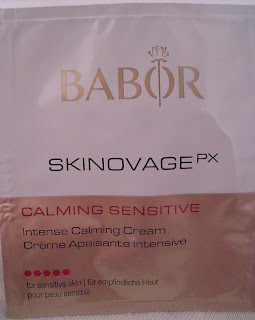 BABOR
SKINOVAGE PX
CALMING SENSITIVE
Intense Calming Cream
Crème Apaisante Intensive
for sensitive skin | für empfindliche Haut
pour peau sensible